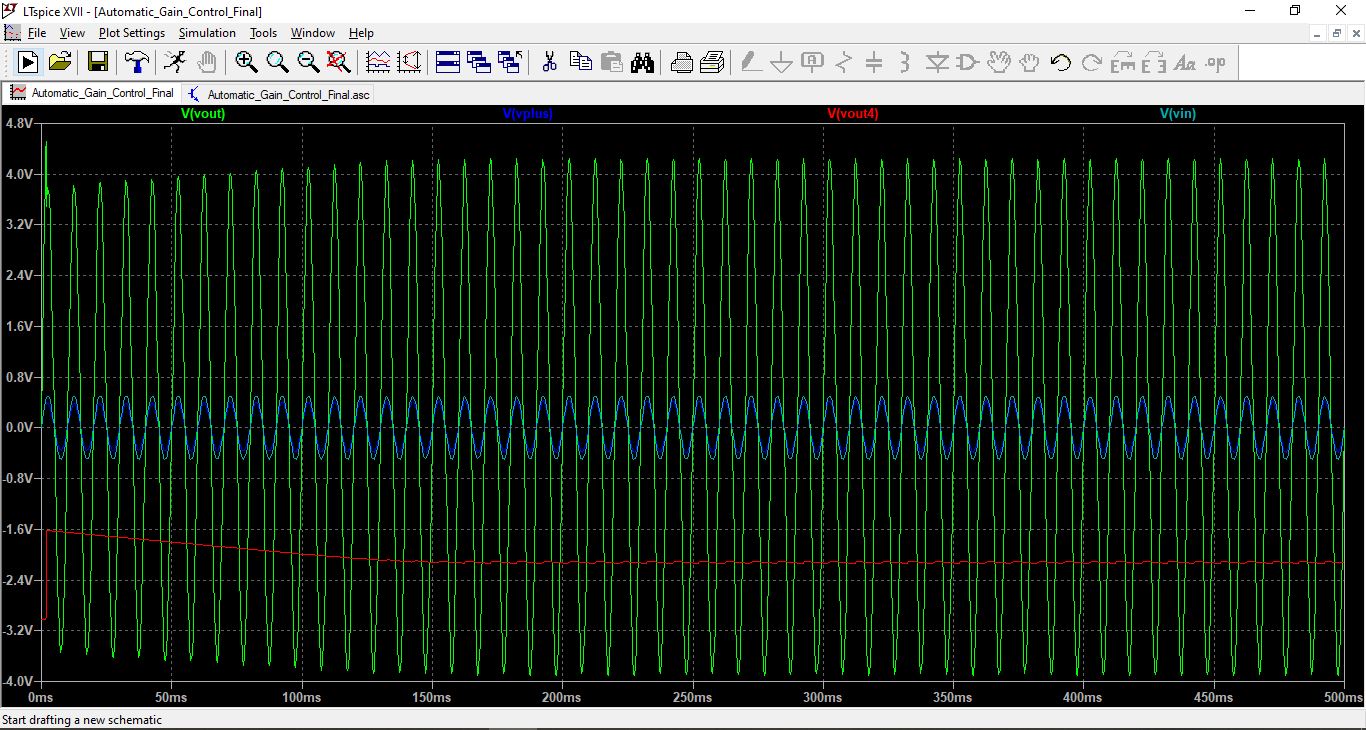 LTspice XVII - [Automatic_Gain_Control_Final]
File View Plot Settings Simulation Tools Window Help
Automatic_Gain_Control_Final Automatic_Gain_Control_Final.asc
V(vout) V(vplus) V(vout4) V(vin)
4.8V
4.0V
3.2V
2.4V
1.6V
0.8V
0.0V
-0.8V
-1.6V
-2.4V
-3.2V
-4.0V
0ms 50ms 100ms 150ms 200ms 250ms 300ms 350ms 400ms 450ms 500ms
Start drafting a new schematic